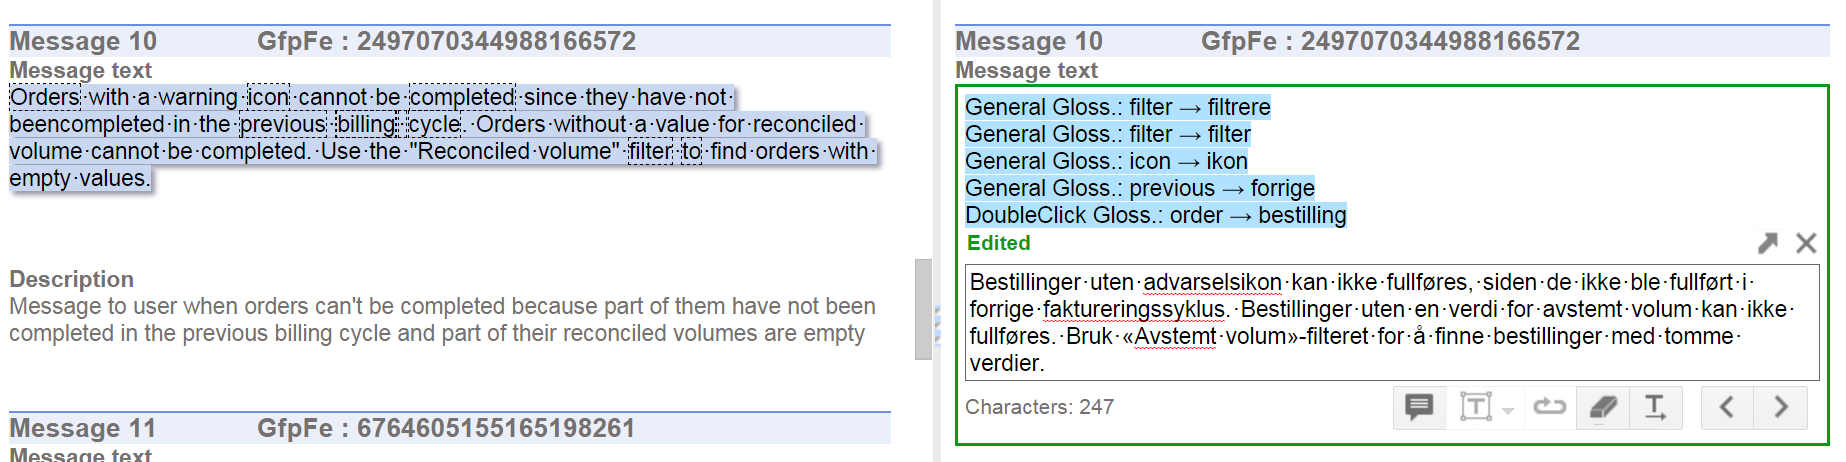 Message 10 GfpFe : 2497070344988166572
Message text
Orders·with·a·warning·icon·cannot·be·completed·since·they·have·not·
beencompleted·in·the·previous·billing·cycle.·Orders·without·a·value·for·reconciled·
volume·cannot·be·completed.·Use·the·"Reconciled·volume"·filter·to·find·orders·with·
empty·values.
Description
Message to user when orders can't be completed because part of them have not been
completed in the previous billing cycle and part of their reconciled volumes are empty
Message 11 GfpFe : 6764605155165198261
Message text
Message 10 GfpFe : 2497070344988166572
Message text
General Gloss.: filter → filtrere
General Gloss.: filter → filter
General Gloss.: icon → ikon
General Gloss.: previous → forrige
DoubleClick Gloss.: order → bestilling
Edited
Bestillinger·uten·advarselsikon·kan·ikke·fullføres,·siden·de·ikke·ble·fullført·i·
forrige·faktureringssyklus.·Bestillinger·uten·en·verdi·for·avstemt·volum·kan·ikke·
fullføres.·Bruk·«Avstemt·volum»-filteret·for·å·finne·bestillinger·med·tomme·
verdier.
Characters: 247